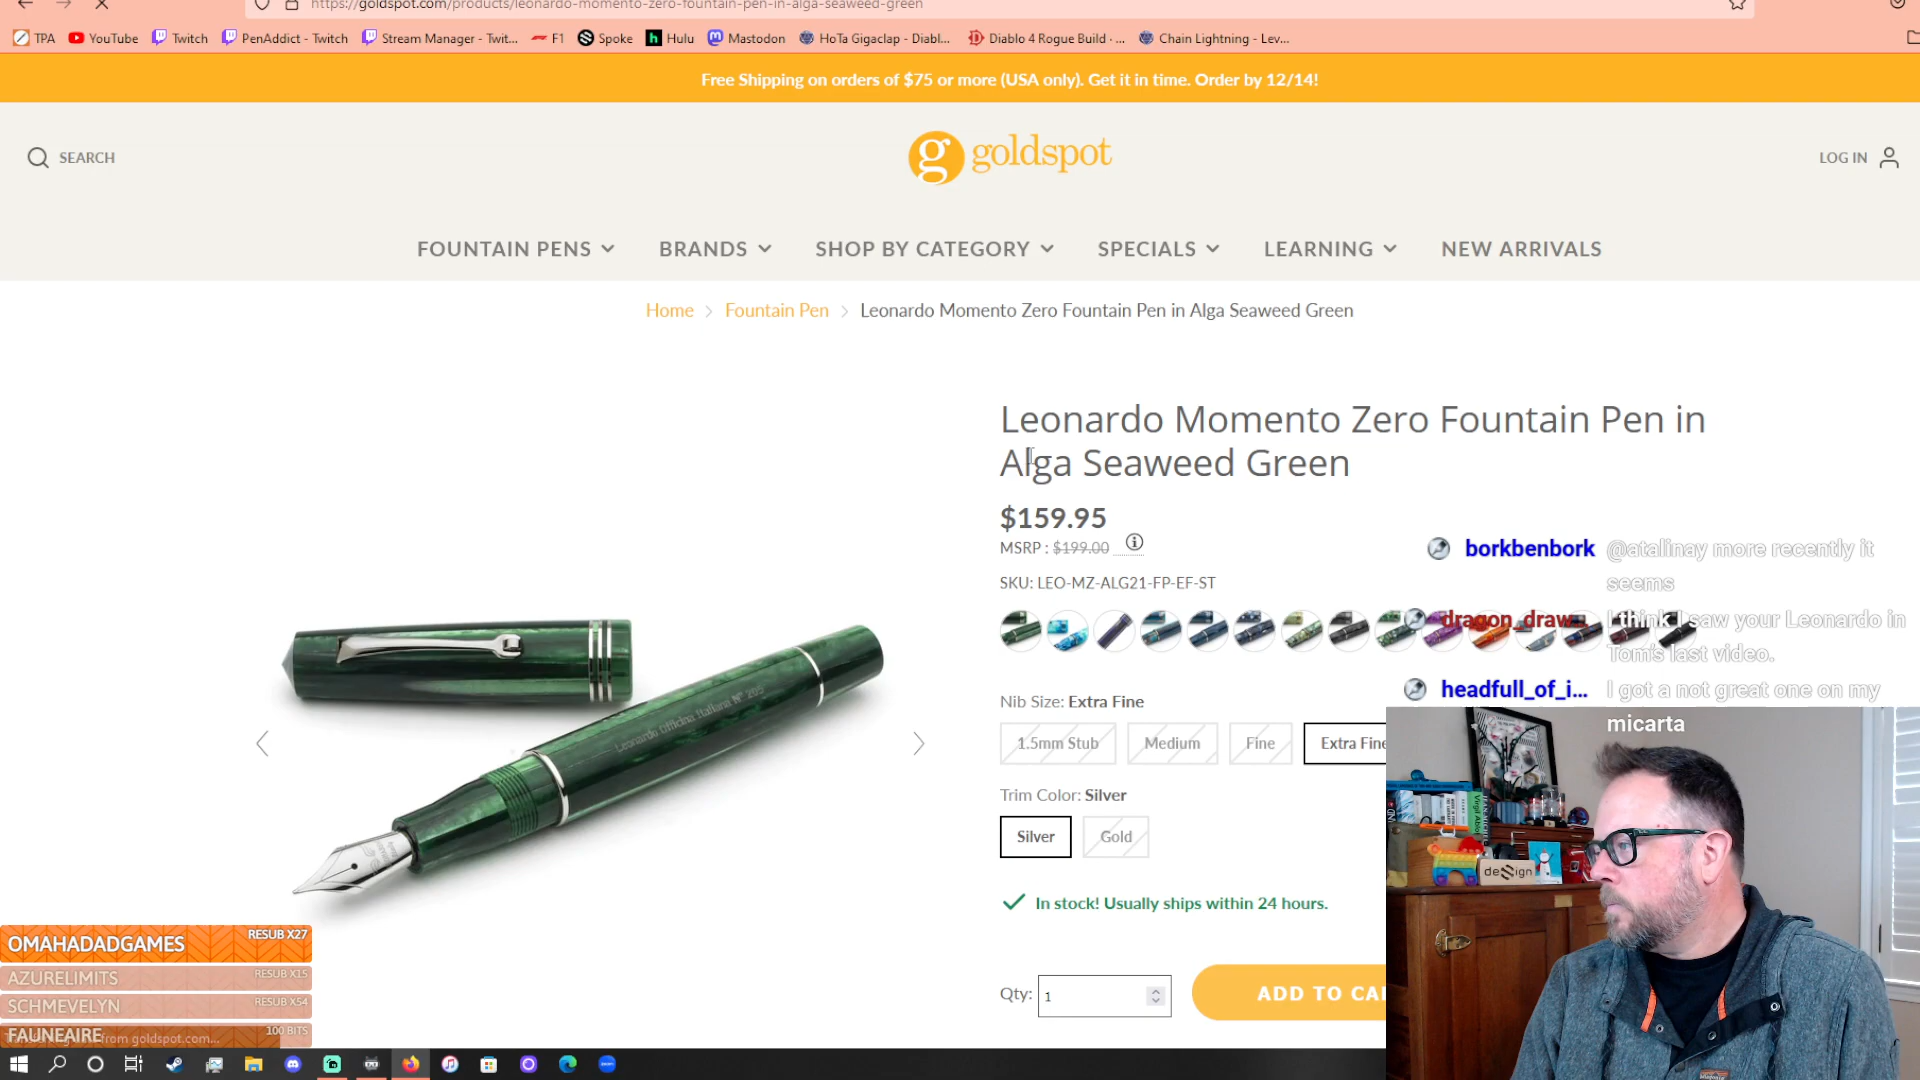 https://goldspot.com/products/leonardo-momento-zero-fountain-pen-in-alga-seaweed-green
TPA YouTube Twitch PenAddict - Twitch Stream Manager - Twit... F1 Spoke Hulu Mastodon HoTa Gigaclap - Diabl... Diablo 4 Rogue Build - ... Chain Lightning - Lev...
Free Shipping on orders of $75 or more (USA only). Get it in time. Order by 12/14!
SEARCH
goldspot
LOG IN
FOUNTAIN PENS BRANDS SHOP BY CATEGORY SPECIALS LEARNING NEW ARRIVALS
Home > Fountain Pen > Leonardo Momento Zero Fountain Pen in Alga Seaweed Green
Leonardo Momento Zero Fountain Pen in
Alga Seaweed Green
$159.95
MSRP : $199.00
SKU: LEO-MZ-ALG21-FP-EF-ST
borkbenbork @atalinay more recently it
seems
dragon_draw... I think I saw your Leonardo in
Tom's last video.
headfull_of_i... I got a not great one on my
micarta
Leonardo Officina Italiana N° 205
Nib Size: Extra Fine
1.5mm Stub Medium Fine Extra Fine
Trim Color: Silver
Silver Gold
In stock! Usually ships within 24 hours.
Qty: 1 ADD TO CA
deSsign
OMAHADADGAMES RESUB X27
AZURELIMITS RESUB X15
SCHMEVELYN RESUB X54
FAUNEAIRE 100 BITS
from goldspot.com...